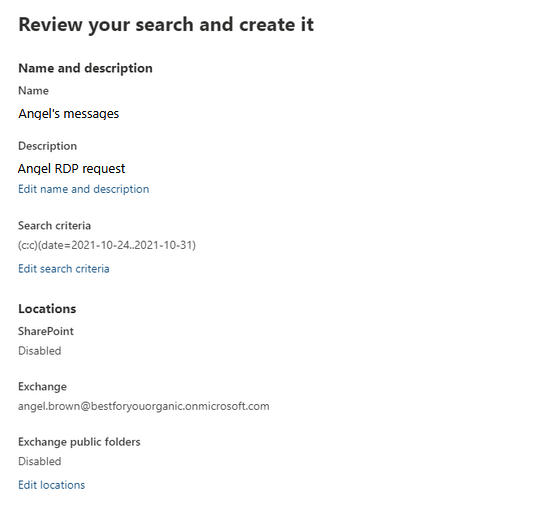 Review your search and create it
Name and description
Name
Angel's messages
Description
Angel RDP request
Edit name and description
Search criteria
(c:c)(date=2021-10-24..2021-10-31)
Edit search criteria
Locations
SharePoint
Disabled
Exchange
angel.brown@bestforyouorganic.onmicrosoft.com
Exchange public folders
Disabled
Edit locations